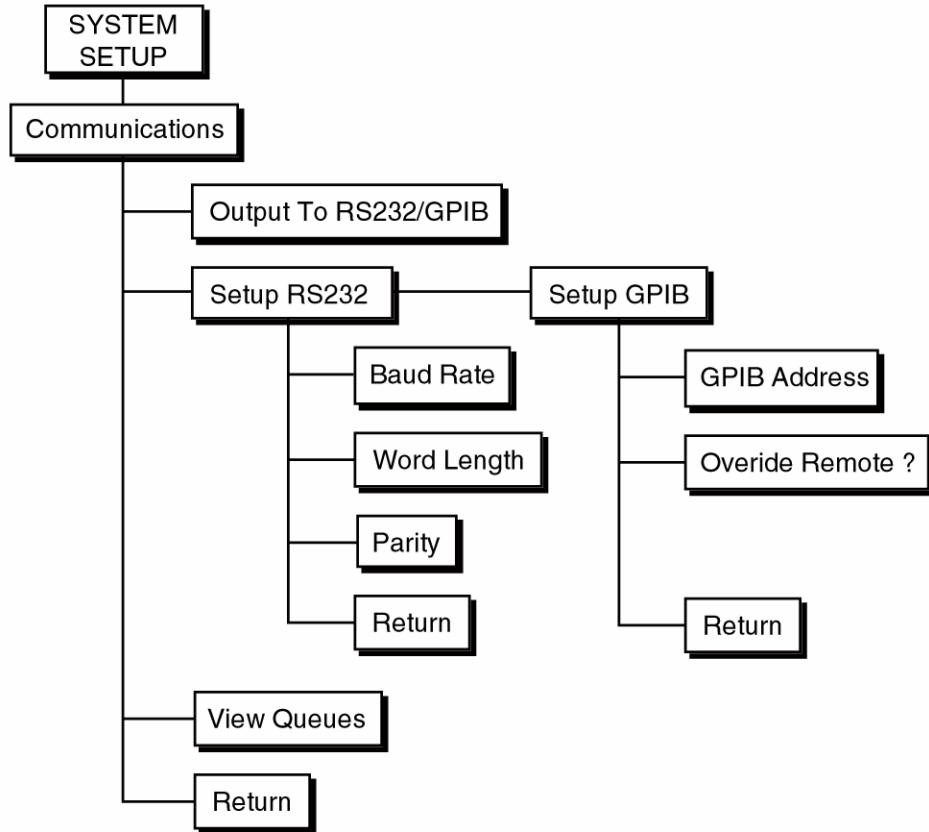 SYSTEM
SETUP
Communications
Output To RS232/GPIB
Setup RS232
Setup GPIB
Baud Rate
GPIB Address
Word Length
Overide Remote ?
Parity
Return
Return
View Queues
Return